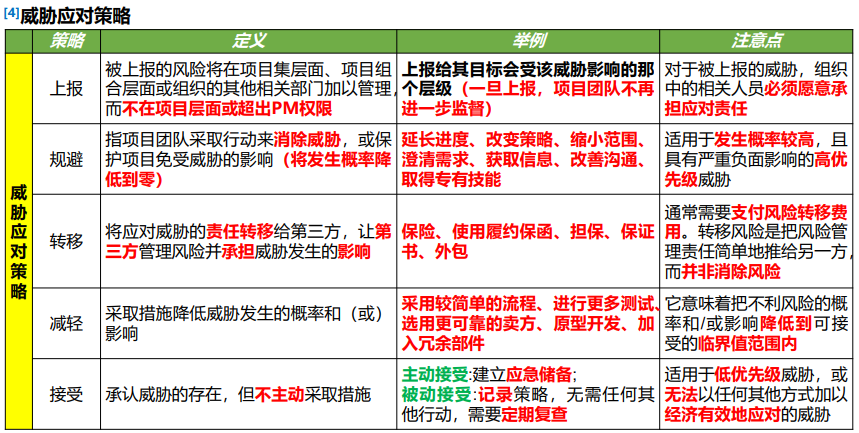 [4]威胁应对策略
策略 定义 举例 注意点
威胁应对策略
上报
被上报的风险将在项目集层面、项目组
合层面或组织的其他相关部门加以管理,
而不在项目层面或超出PM权限
上报给其目标会受该威胁影响的那
个层级（一旦上报，项目团队不再
进一步监督）
对于被上报的威胁，组织
中的相关人员必须愿意承
担应对责任
规避
指项目团队采取行动来消除威胁，或保
护项目免受威胁的影响（将发生概率降
低到零）
延长进度、改变策略、缩小范围、
澄清需求、获取信息、改善沟通、
取得专有技能
适用于发生概率较高，且
具有严重负面影响的高优
先级威胁
转移
将应对威胁的责任转移给第三方，让第
三方管理风险并承担威胁发生的影响
保险、使用履约保函、担保、保证
书、外包
通常需要支付风险转移费
用。转移风险是把风险管
理责任简单地推给另一方,
而并非消除风险
减轻
采取措施降低威胁发生的概率和（或）
影响
采用较简单的流程、进行更多测试、
选用更可靠的卖方、原型开发、加
入冗余部件
它意味着把不利风险的概
率和/或影响降低到可接
受的临界值范围内
接受
承认威胁的存在，但不主动采取措施
主动接受:建立应急储备;
被动接受:记录策略，无需任何其
他行动，需要定期复查
适用于低优先级威胁，或
无法以任何其他方式加以
经济有效地应对的威胁